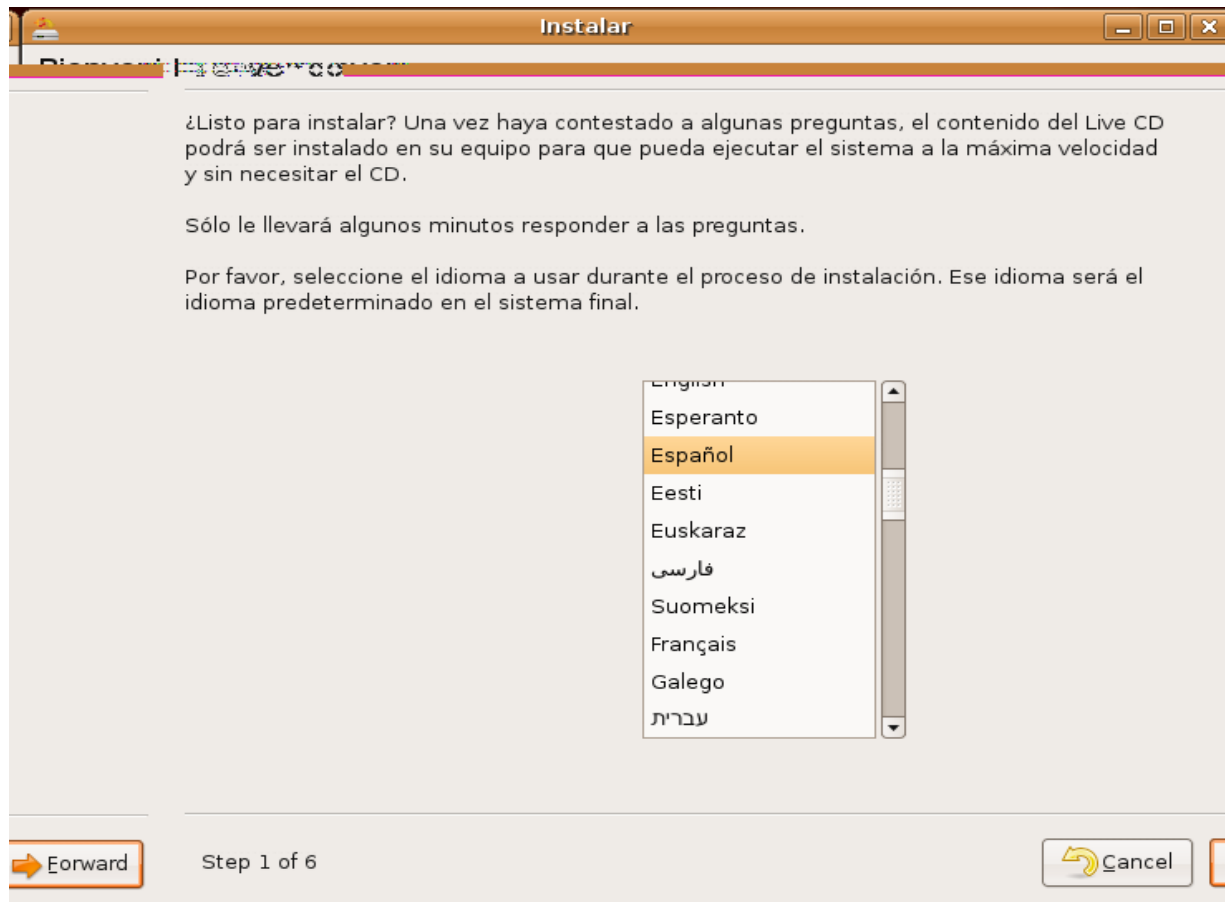 Instalar
¿Listo para instalar? Una vez haya contestado a algunas preguntas, el contenido del Live CD
podrá ser instalado en su equipo para que pueda ejecutar el sistema a la máxima velocidad
y sin necesitar el CD.
Sólo le llevará algunos minutos responder a las preguntas.
Por favor, seleccione el idioma a usar durante el proceso de instalación. Ese idioma será el
idioma predeterminado en el sistema final.
English
Esperanto
Español
Eesti
Euskaraz
فارسی
Suomeksi
Français
Galego
עברית
Forward
Step 1 of 6
Cancel